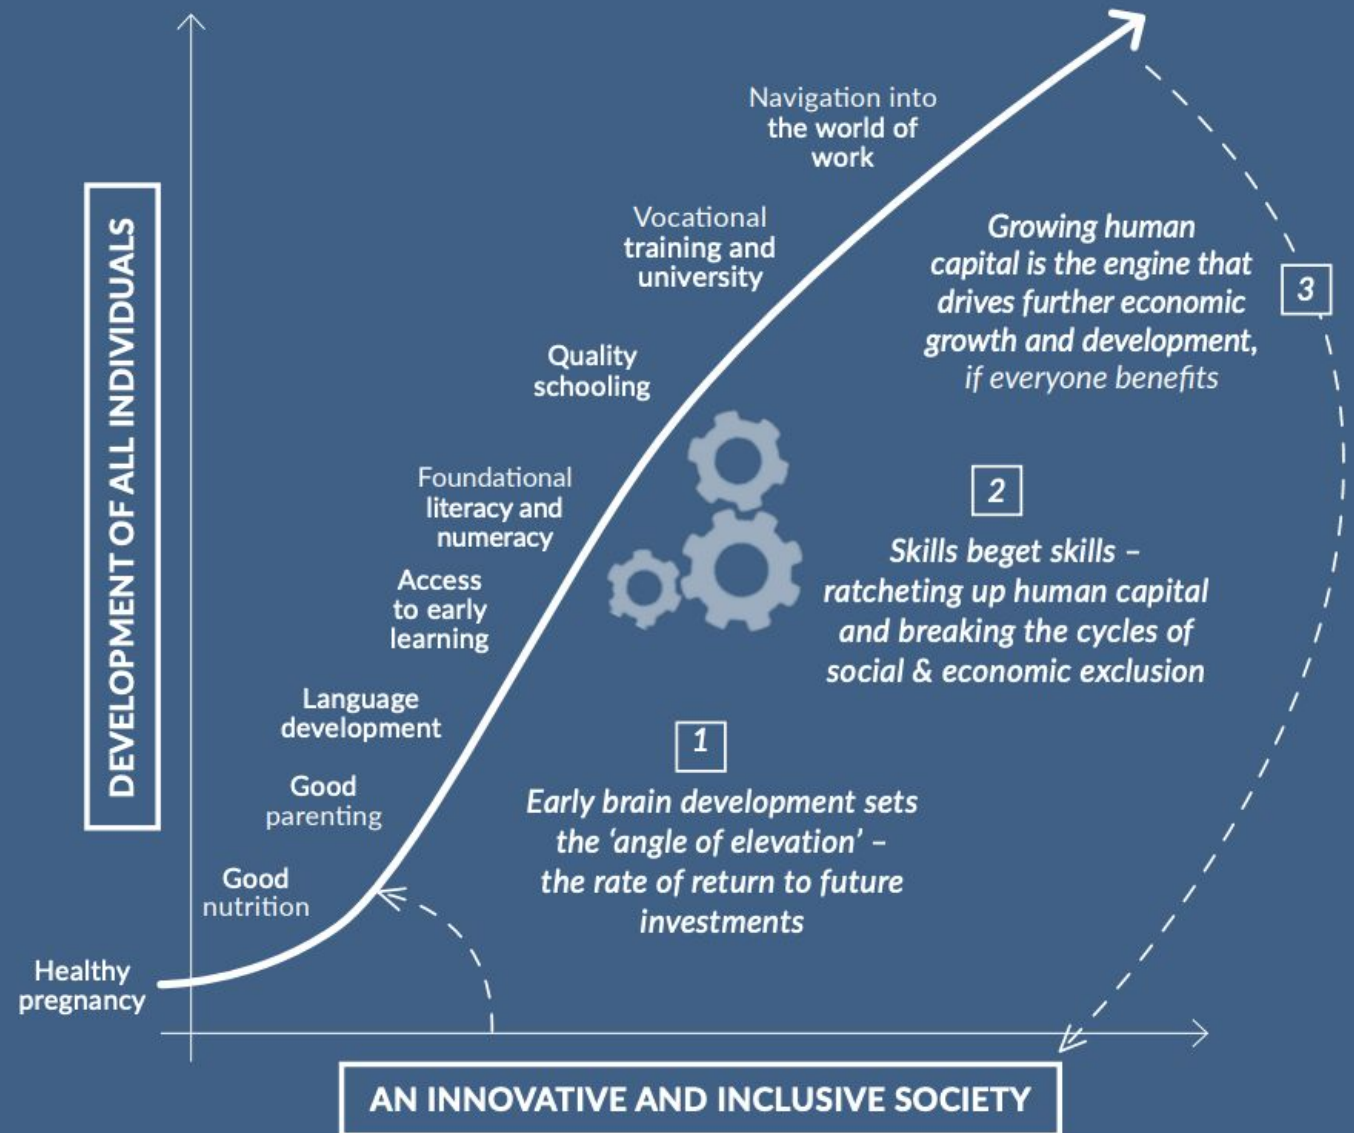 DEVELOPMENT OF ALL INDIVIDUALS
Navigation into
the world of
work
Vocational
training and
university
Quality
schooling
Foundational
literacy and
numeracy
Access
to early
learning
Language
development
Good
parenting
Good
nutrition
Healthy
pregnancy
Growing human
capital is the engine that
drives further economic
growth and development,
if everyone benefits
3
2
Skills beget skills –
ratcheting up human capital
and breaking the cycles of
social & economic exclusion
1
Early brain development sets
the ‘angle of elevation’ –
the rate of return to future
investments
AN INNOVATIVE AND INCLUSIVE SOCIETY